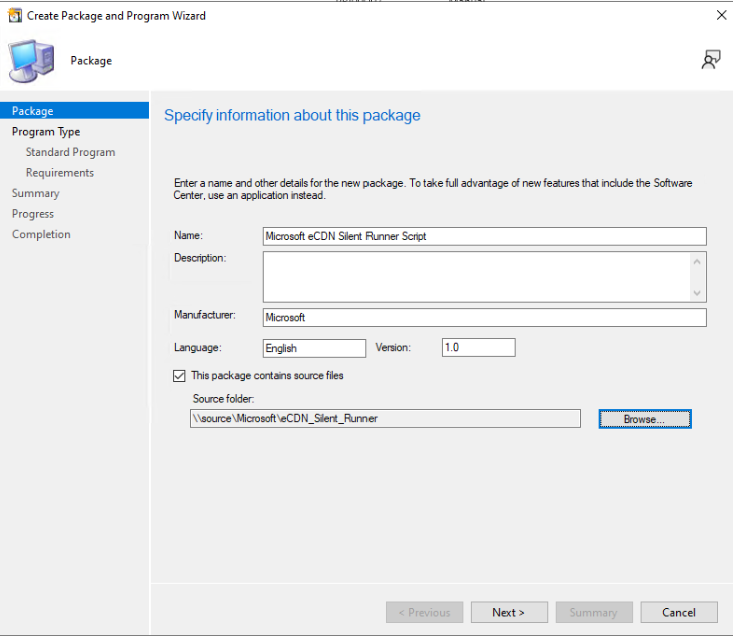 Create Package and Program Wizard
Package
Package
Program Type
Standard Program
Requirements
Summary
Progress
Completion
Specify information about this package
Enter a name and other details for the new package. To take full advantage of new features that include the Software
Center, use an application instead.
Name: Microsoft eCDN Silent Runner Script
Description:
Manufacturer: Microsoft
Language: English Version: 1.0
This package contains source files
Source folder:
\\source\Microsoft\eCDN_Silent_Runner Browse...
< Previous Next > Summary Cancel